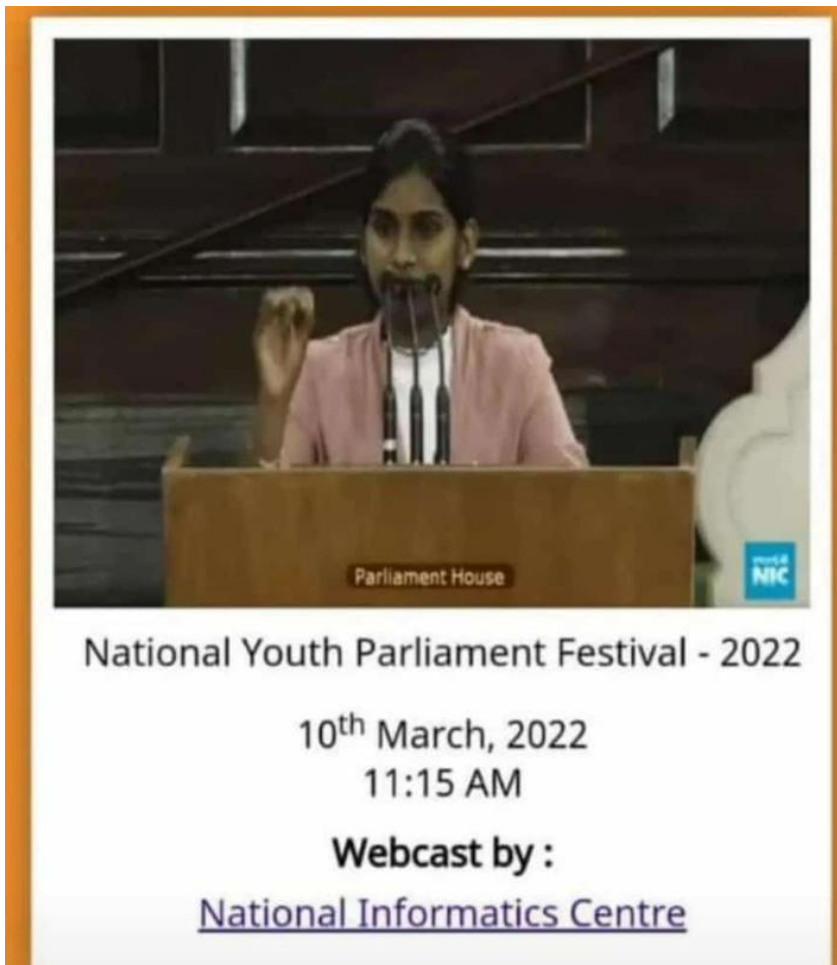 Parliament House
NIC
National Youth Parliament Festival - 2022
10th March, 2022
11:15 AM
Webcast by :
National Informatics Centre